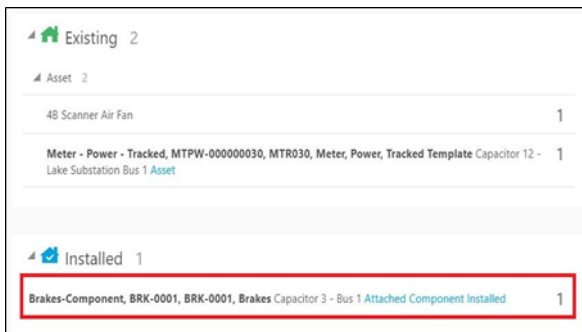 Existing 2
Asset 2
4B Scanner Air Fan 1
Meter - Power - Tracked, MTPW-000000030, MTR030, Meter, Power, Tracked Template Capacitor 12 - 1
Lake Substation Bus 1 Asset
Installed 1
Brakes-Component, BRK-0001, BRK-0001, Brakes Capacitor 3 - Bus 1 Attached Component Installed 1